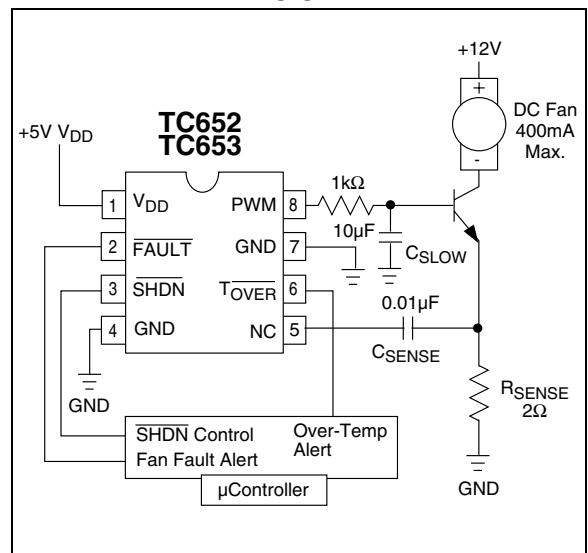 +12V
DC Fan
400mA
Max.
+
-
TC652
TC653
+5V VDD
1 VDD
PWM 8
1kΩ
10µF
CSLOW
2 FAULT
GND 7
3 SHDN
TOVER 6
4 GND
NC 5
0.01µF
CSENSE
RSENSE
2Ω
GND
GND
SHDN Control
Over-Temp
Alert
Fan Fault Alert
µController